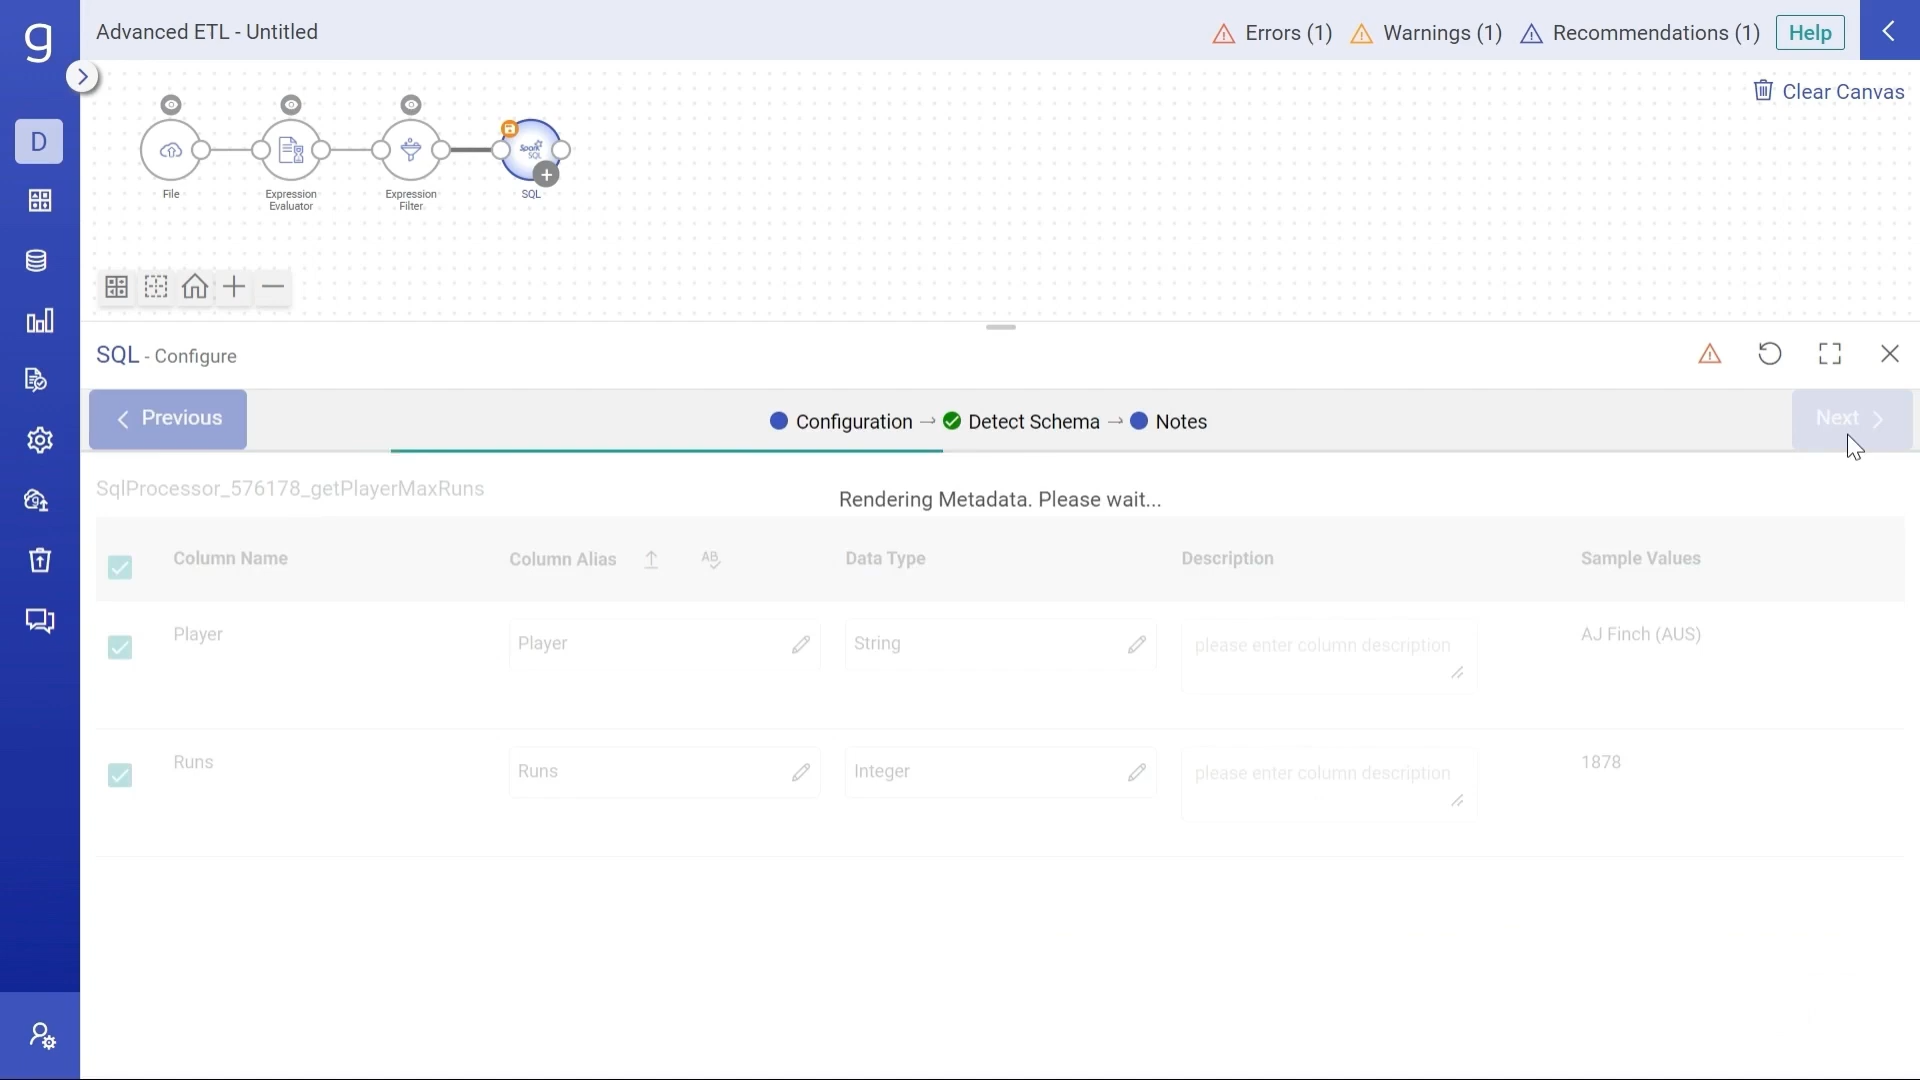 g
Advanced ETL - Untitled
Errors (1)
Warnings (1)
Recommendations (1)
Help
Clear Canvas
D
File
Expression
Evaluator
Expression
Filter
Spark
SQL
SQL
SQL - Configure
Previous
Configuration → Detect Schema → Notes
Next
SqlProcessor_576178_getPlayerMaxRuns
Rendering Metadata. Please wait...
Column Name
Column Alias
AB
Data Type
Description
Sample Values
Player
Player
String
please enter column description
AJ Finch (AUS)
Runs
Runs
Integer
please enter column description
1878